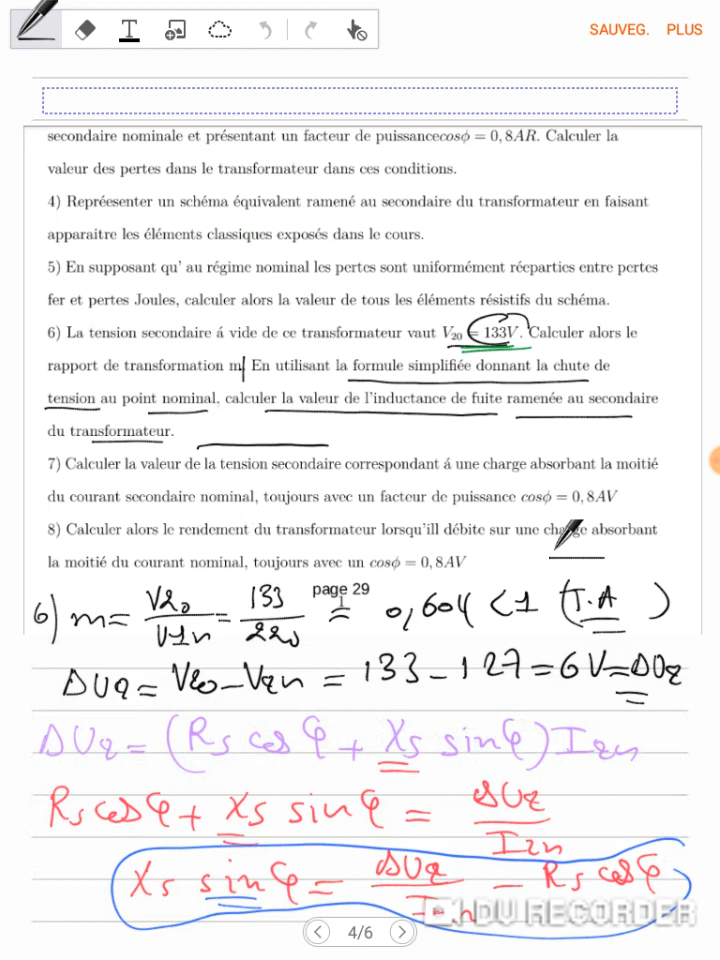 SAUVEG. PLUS
secondaire nominale et présentant un facteur de puissancecosϕ = 0, 8AR. Calculer la
valeur des pertes dans le transformateur dans ces conditions.
4) Repréesenter un schéma équivalent ramené au secondaire du transformateur en faisant
apparaitre les éléments classiques exposés dans le cours.
5) En supposant qu' au régime nominal les pertes sont uniformément réeparties entre pertes
fer et pertes Joules, calculer alors la valeur de tous les éléments résistifs du schéma.
6) La tension secondaire á vide de ce transformateur vaut V₂₀ = 133V. Calculer alors le
rapport de transformation m. En utilisant la formule simplifiée donnant la chute de
tension au point nominal, calculer la valeur de l'inductance de fuite ramenée au secondaire
du transformateur.
7) Calculer la valeur de la tension secondaire correspondant á une charge absorbant la moitié
du courant secondaire nominal, toujours avec un facteur de puissance cosϕ = 0, 8AV
8) Calculer alors le rendement du transformateur lorsqu'ill débite sur une charge absorbant
la moitié du courant nominal, toujours avec un cosϕ = 0, 8AV
page 29
6) m = V20/V1n = 133/220 = 0,604 < 1 (T.A)
ΔU2 = V20 - V2n = 133 - 127 = 6V = ΔU2
ΔU2 = (Rs cosφ + Xs sinφ) I2n
Rs cosφ + Xs sinφ = ΔU2/I2n
Xs sinφ = ΔU2/I2n - Rs cosφ
DU RECORDER
4/6